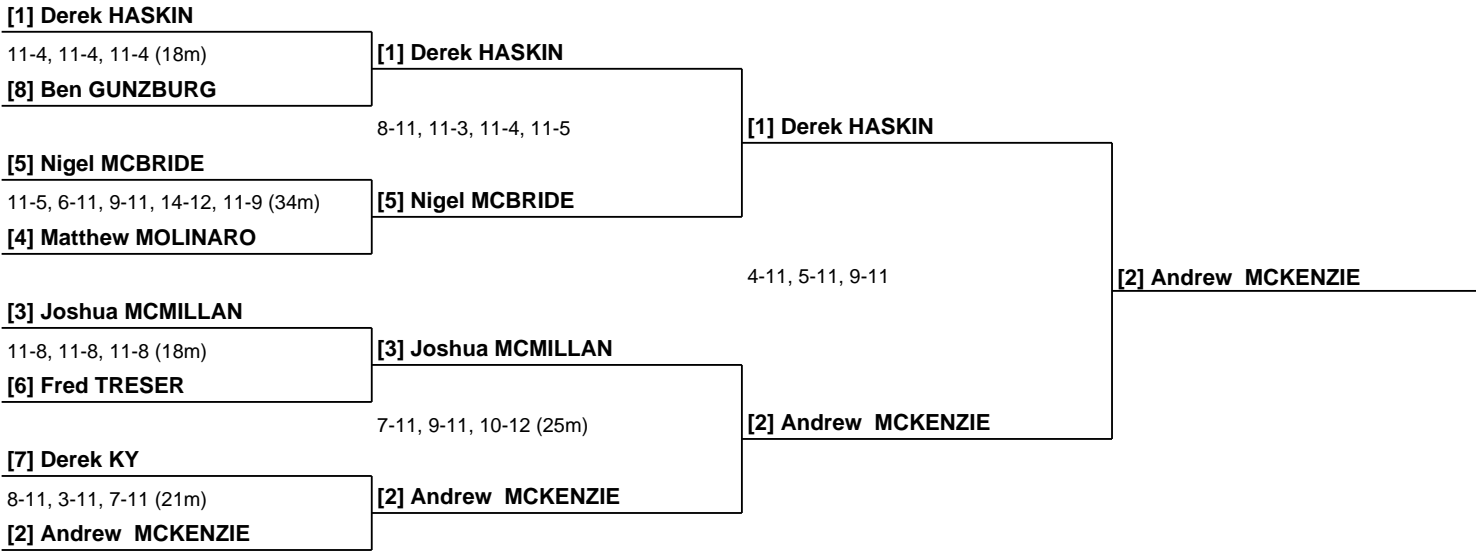 [1] Derek HASKIN
11-4, 11-4, 11-4 (18m)
[8] Ben GUNZBURG
[5] Nigel MCBRIDE
11-5, 6-11, 9-11, 14-12, 11-9 (34m)
[4] Matthew MOLINARO
[3] Joshua MCMILLAN
11-8, 11-8, 11-8 (18m)
[6] Fred TRESER
[7] Derek KY
8-11, 3-11, 7-11 (21m)
[2] Andrew  MCKENZIE
[1] Derek HASKIN
8-11, 11-3, 11-4, 11-5
[5] Nigel MCBRIDE
[3] Joshua MCMILLAN
7-11, 9-11, 10-12 (25m)
[2] Andrew  MCKENZIE
[1] Derek HASKIN
4-11, 5-11, 9-11
[2] Andrew  MCKENZIE
[2] Andrew  MCKENZIE